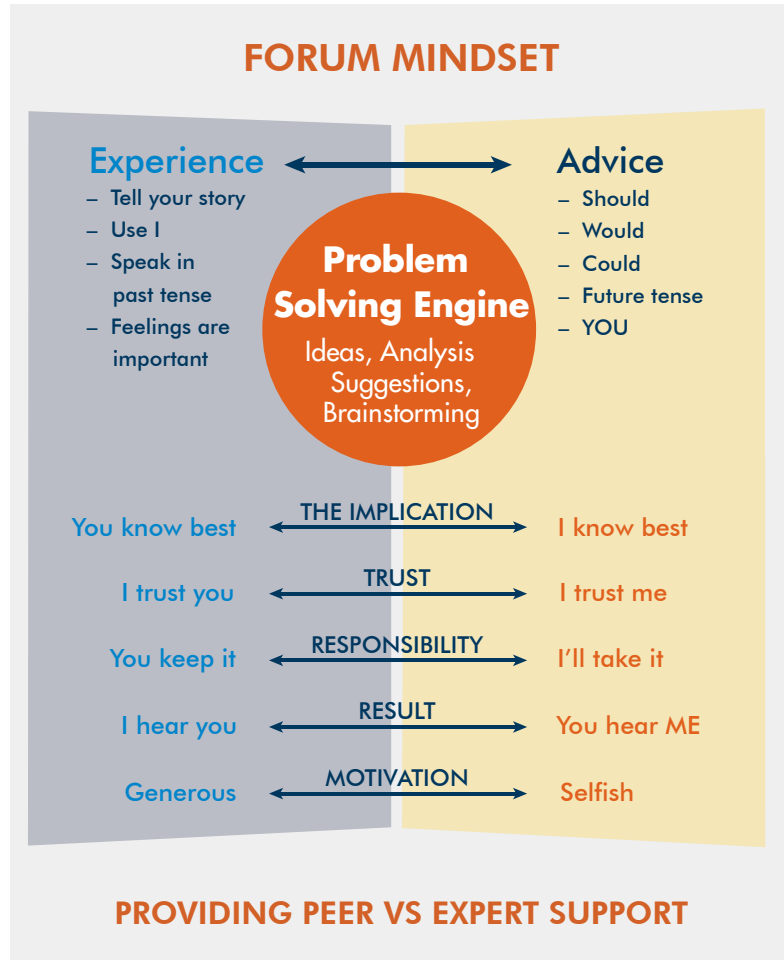 FORUM MINDSET
Experience
– Tell your story
– Use I
– Speak in
past tense
– Feelings are
important
Advice
– Should
– Would
– Could
– Future tense
– YOU
Problem
Solving Engine
Ideas, Analysis
Suggestions,
Brainstorming
You know best
THE IMPLICATION
I know best
I trust you
TRUST
I trust me
You keep it
RESPONSIBILITY
I’ll take it
I hear you
RESULT
You hear ME
Generous
MOTIVATION
Selfish
PROVIDING PEER VS EXPERT SUPPORT